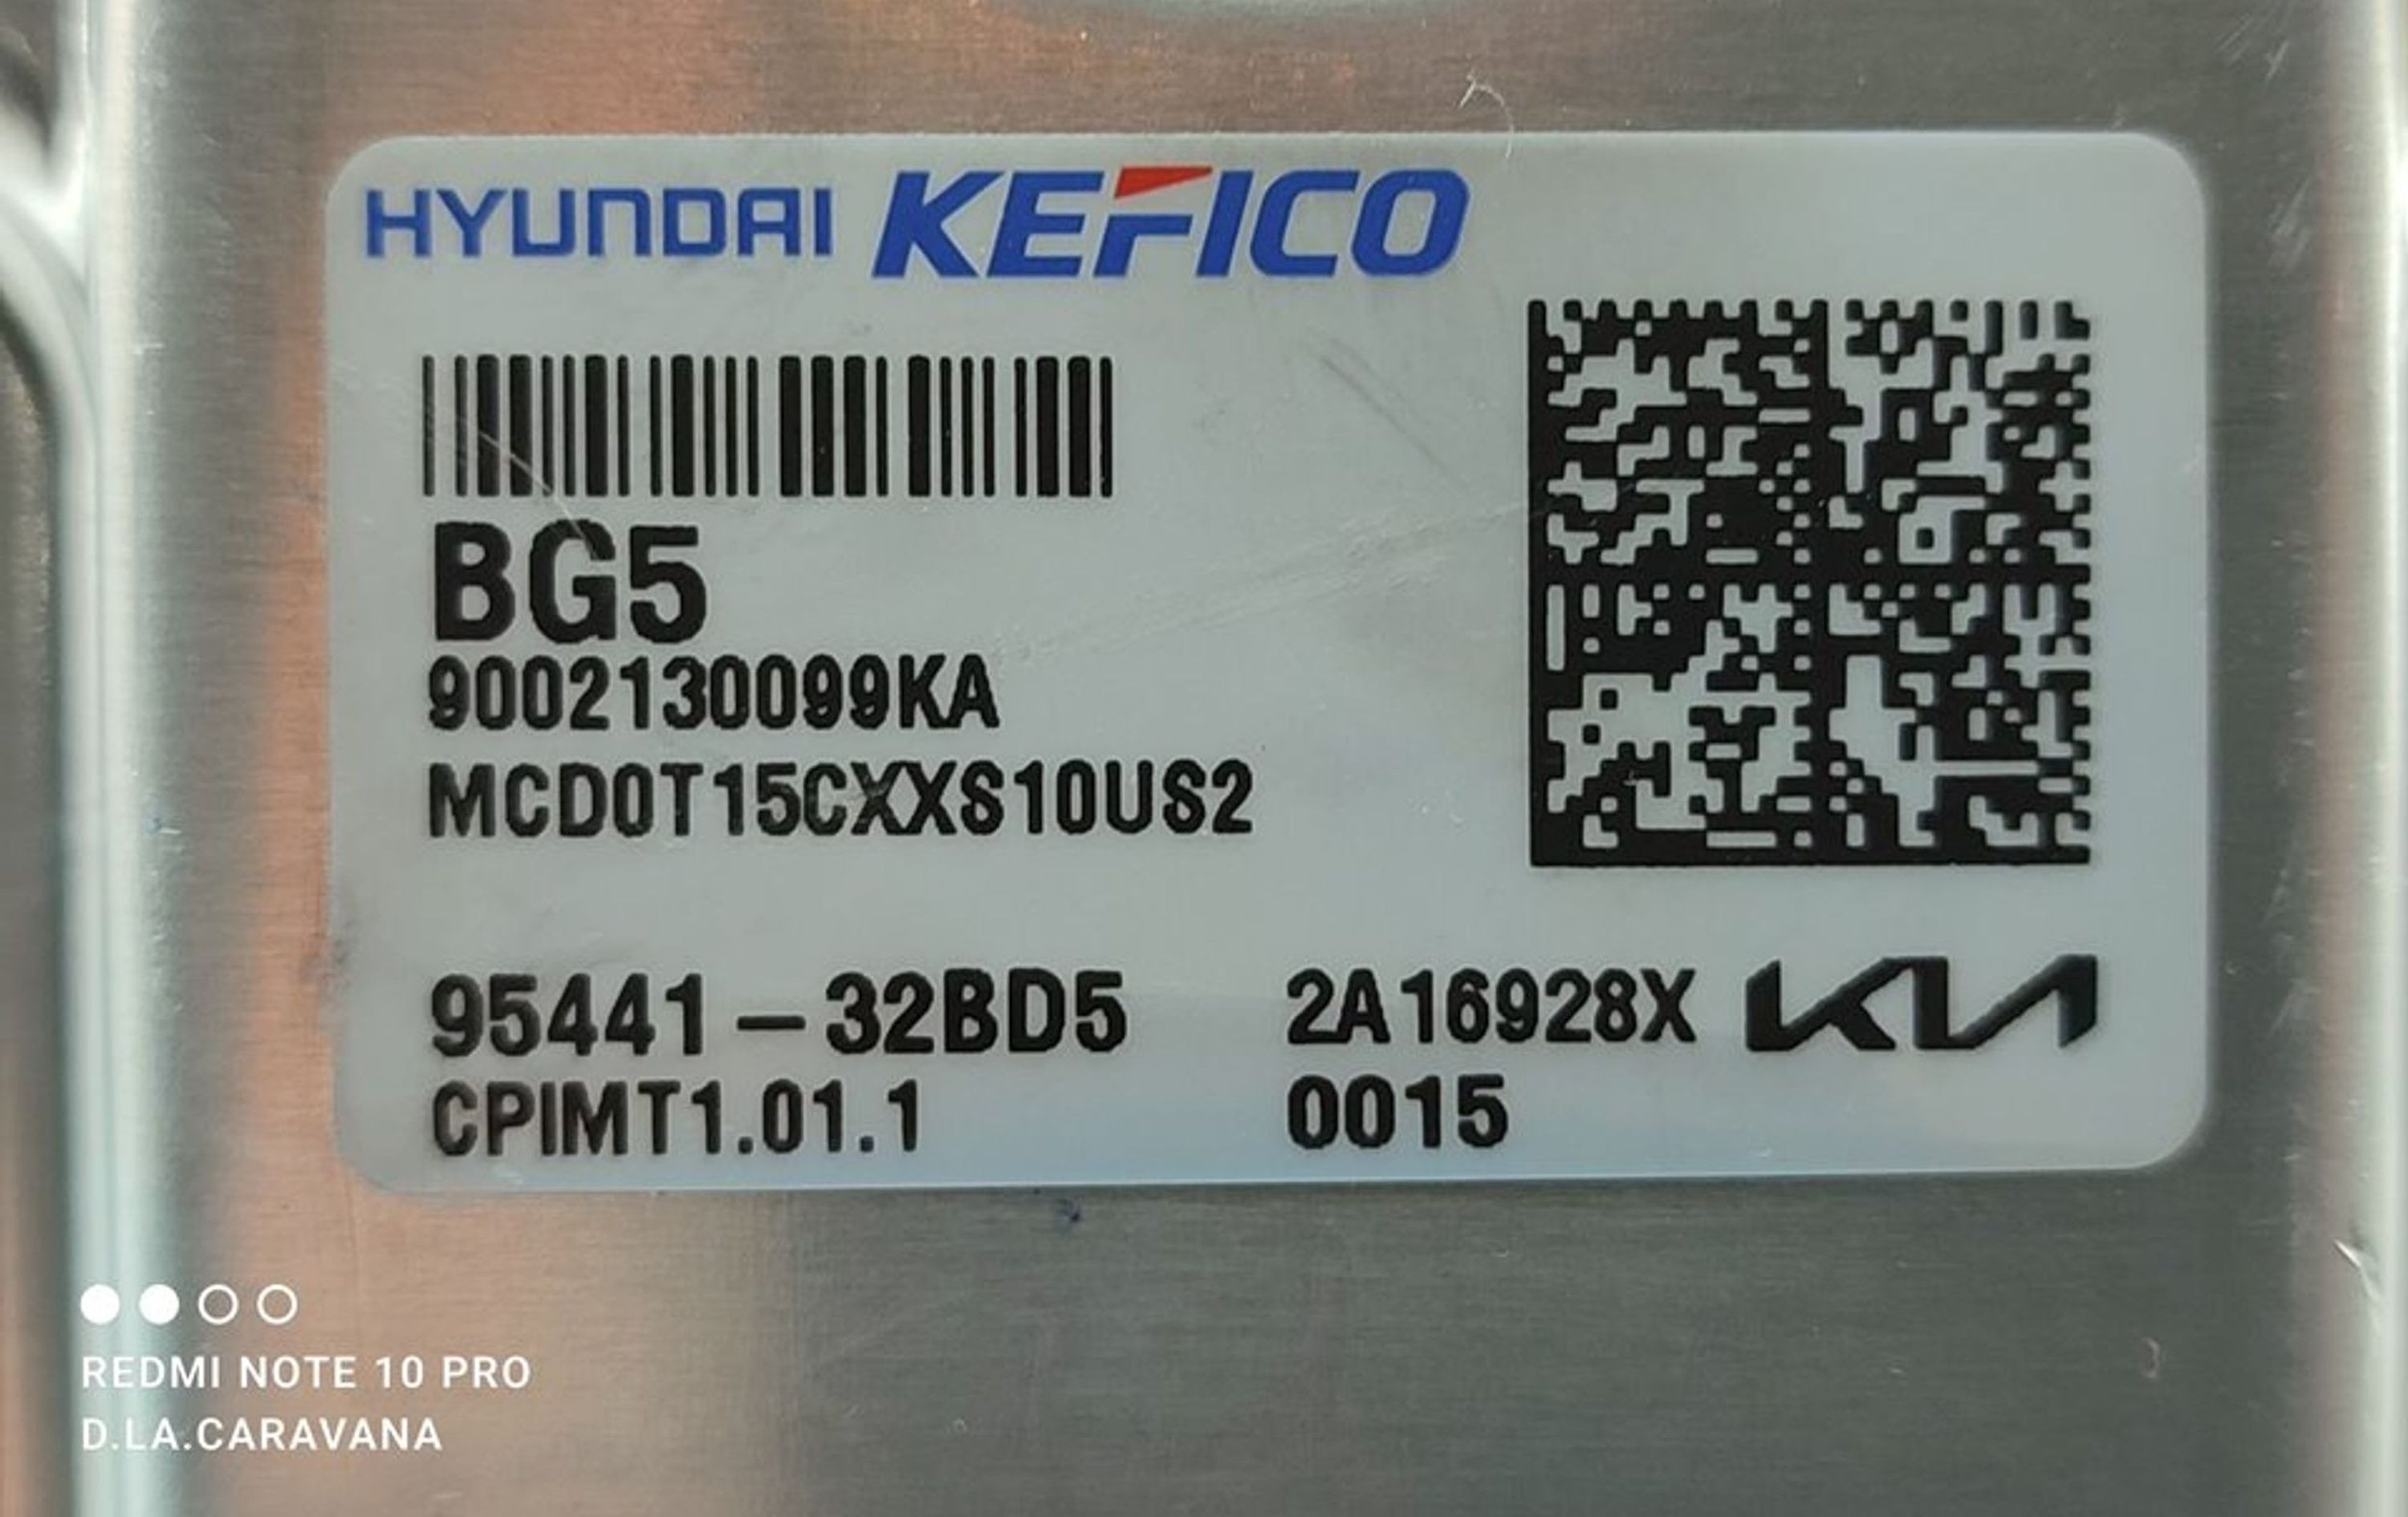 HYUNDAI KEFICO
BG5
9002130099KA
MCD0T15CXXS10US2
95441-32BD5
2A16928X KIA
CPIMT1.01.1
0015
REDMI NOTE 10 PRO
D.LA.CARAVANA